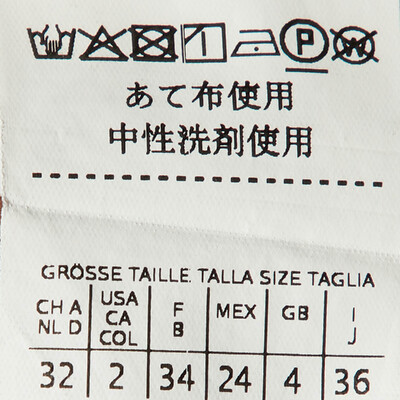 P W
あて布使用
中性洗剤使用
GRÖSSE TAILLE. TALLA SIZE TAGLIA
CH A NL D USA CA COL F B MEX GB I J
32 2 34 24 4 36